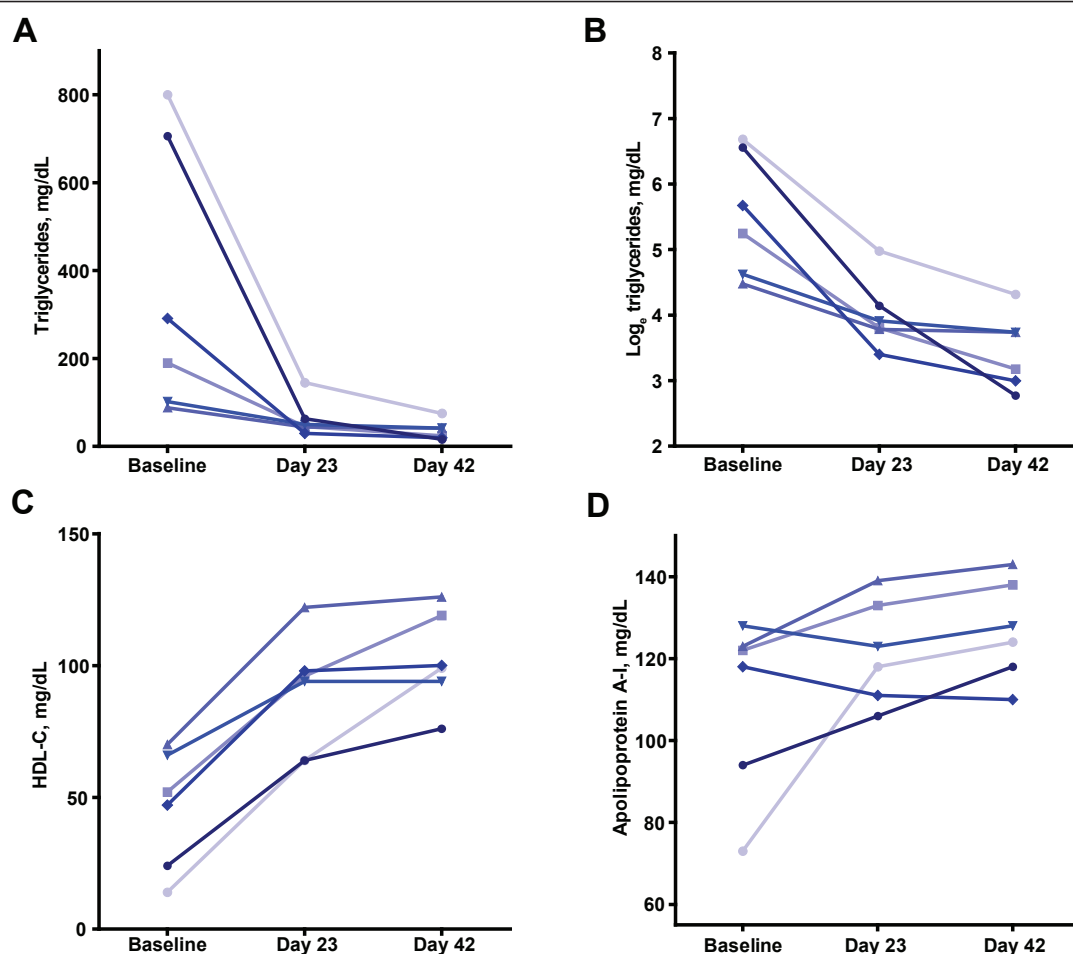 A
Triglycerides, mg/dL
800
600
400
200
0
Baseline Day 23 Day 42
B
Logₑ triglycerides, mg/dL
8
7
6
5
4
3
2
Baseline Day 23 Day 42
C
HDL-C, mg/dL
150
100
50
0
Baseline Day 23 Day 42
D
Apolipoprotein A-I, mg/dL
140
120
100
80
60
Baseline Day 23 Day 42